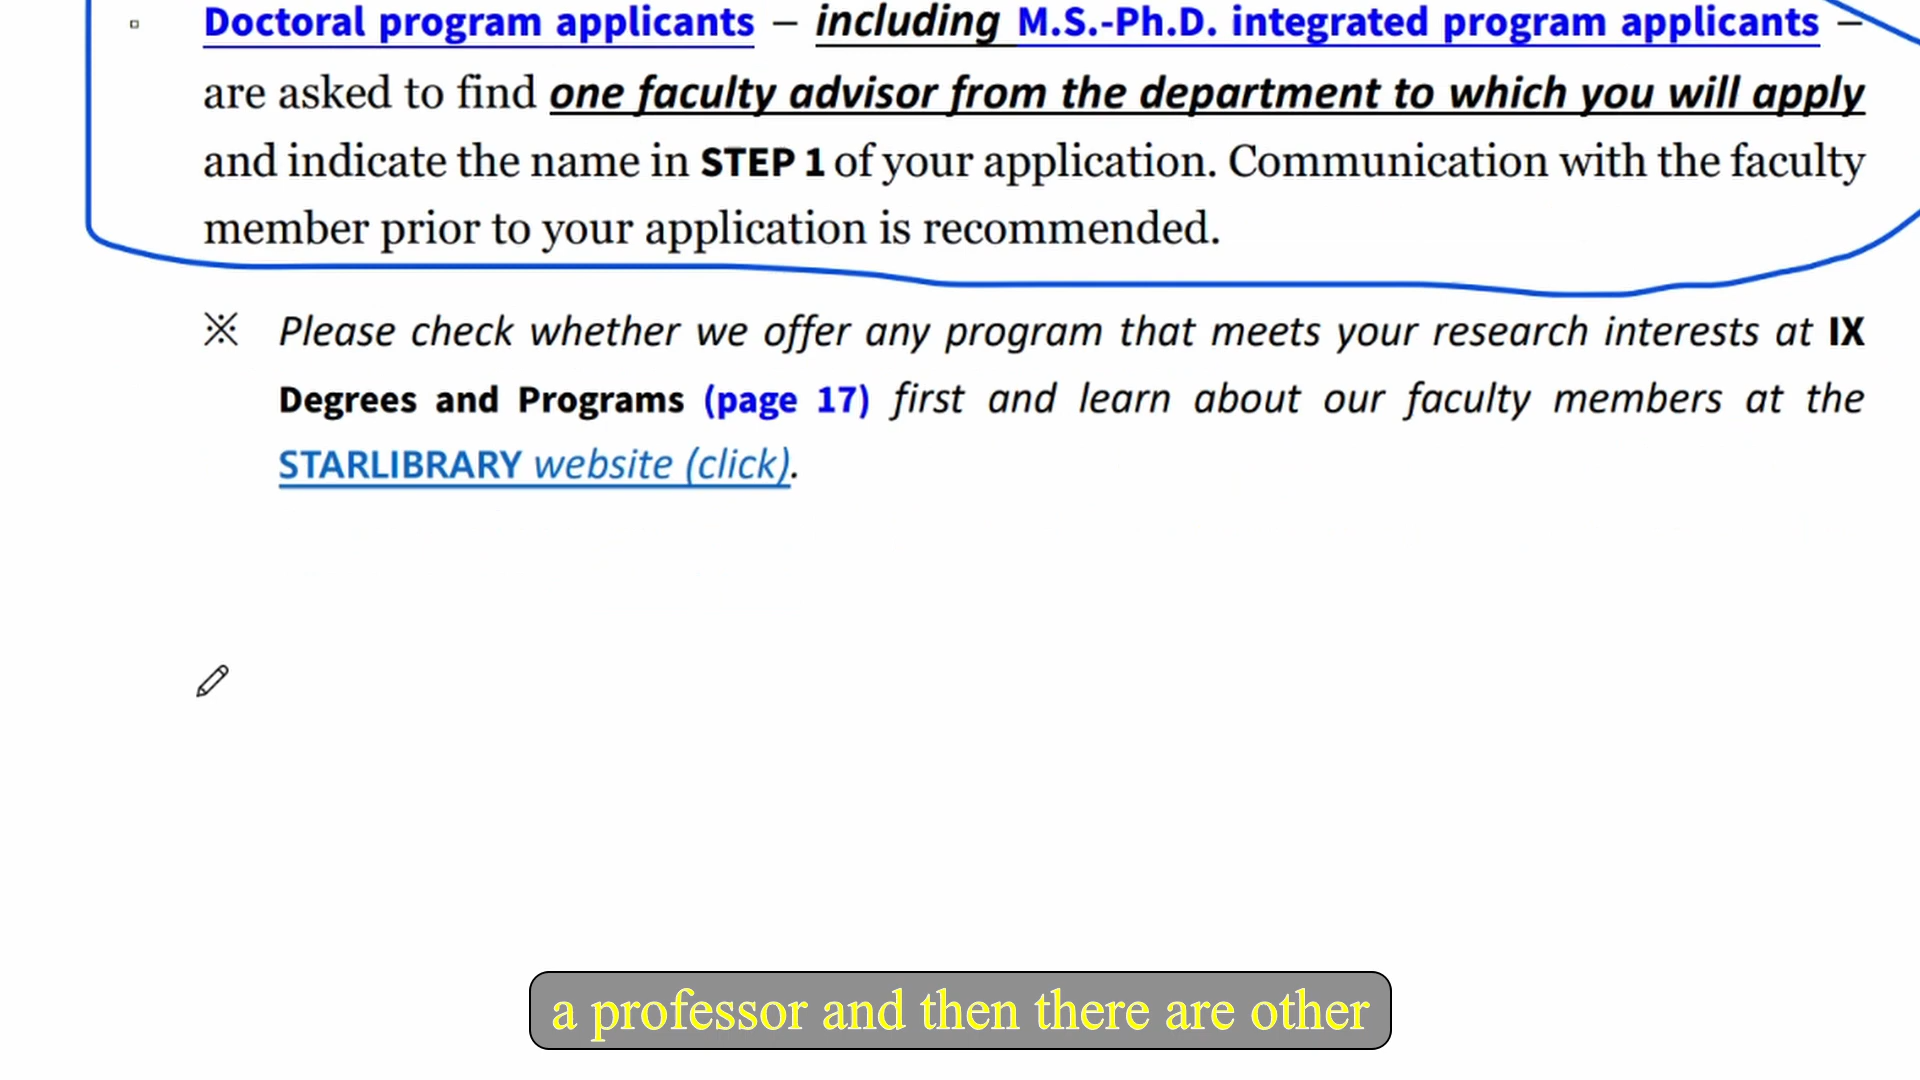 ▫ Doctoral program applicants – including M.S.-Ph.D. integrated program applicants –
are asked to find one faculty advisor from the department to which you will apply
and indicate the name in STEP 1 of your application. Communication with the faculty
member prior to your application is recommended.
※ Please check whether we offer any program that meets your research interests at IX
Degrees and Programs (page 17) first and learn about our faculty members at the
STARLIBRARY website (click).
a professor and then there are other